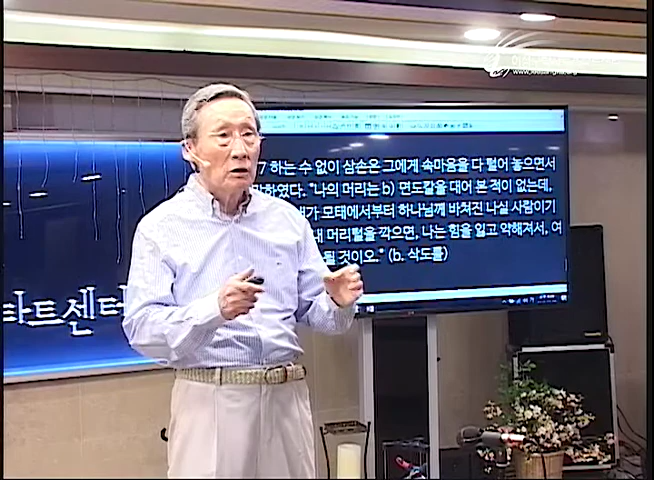 www.leesangha.org
7 하는 수 없이 삼손은 그에게 속마음을 다 털어 놓으면서
하였다. "나의 머리는 b) 면도칼을 대어 본 적이 없는데,
내가 모태에서부터 하나님께 바쳐진 나실 사람이기
내 머리털을 깎으면, 나는 힘을 잃고 약해져서, 여
될 것이오." (b. 삭도를)
타트센터